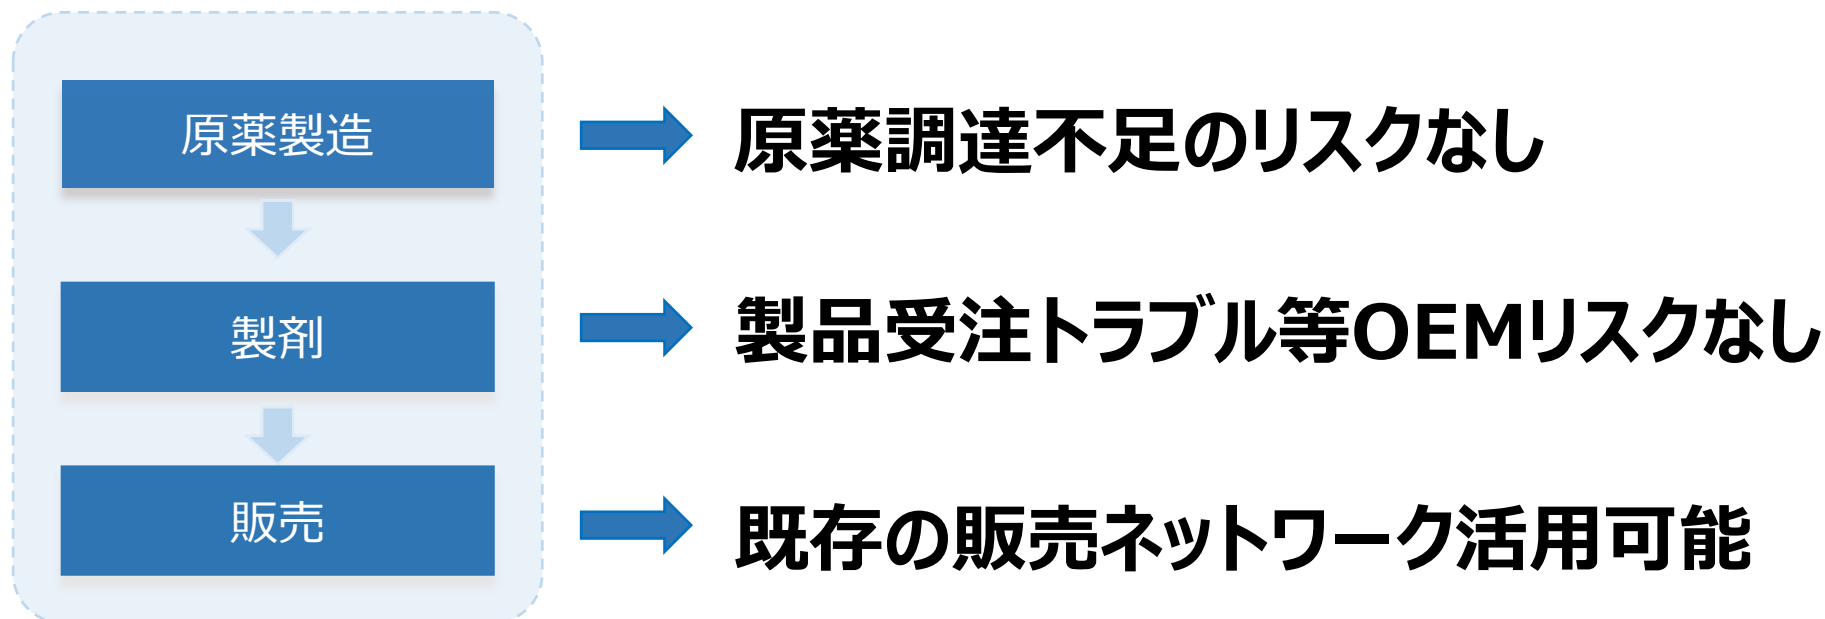 原薬製造
原薬調達不足のリスクなし
製剤
製品受注トラブル等OEMリスクなし
販売
既存の販売ネットワーク活用可能